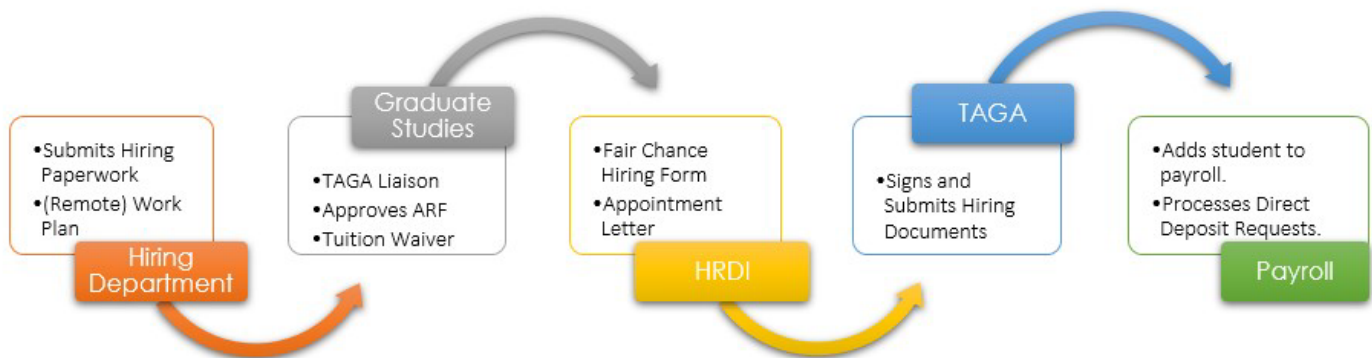 •Submits Hiring
Paperwork
•(Remote) Work
Plan
Hiring
Department
Graduate
Studies
•TAGA Liaison
•Approves ARF
•Tuition Waiver
•Fair Chance
Hiring Form
•Appointment
Letter
HRDI
TAGA
•Signs and
Submits Hiring
Documents
•Adds student to
payroll.
•Processes Direct
Deposit Requests.
Payroll